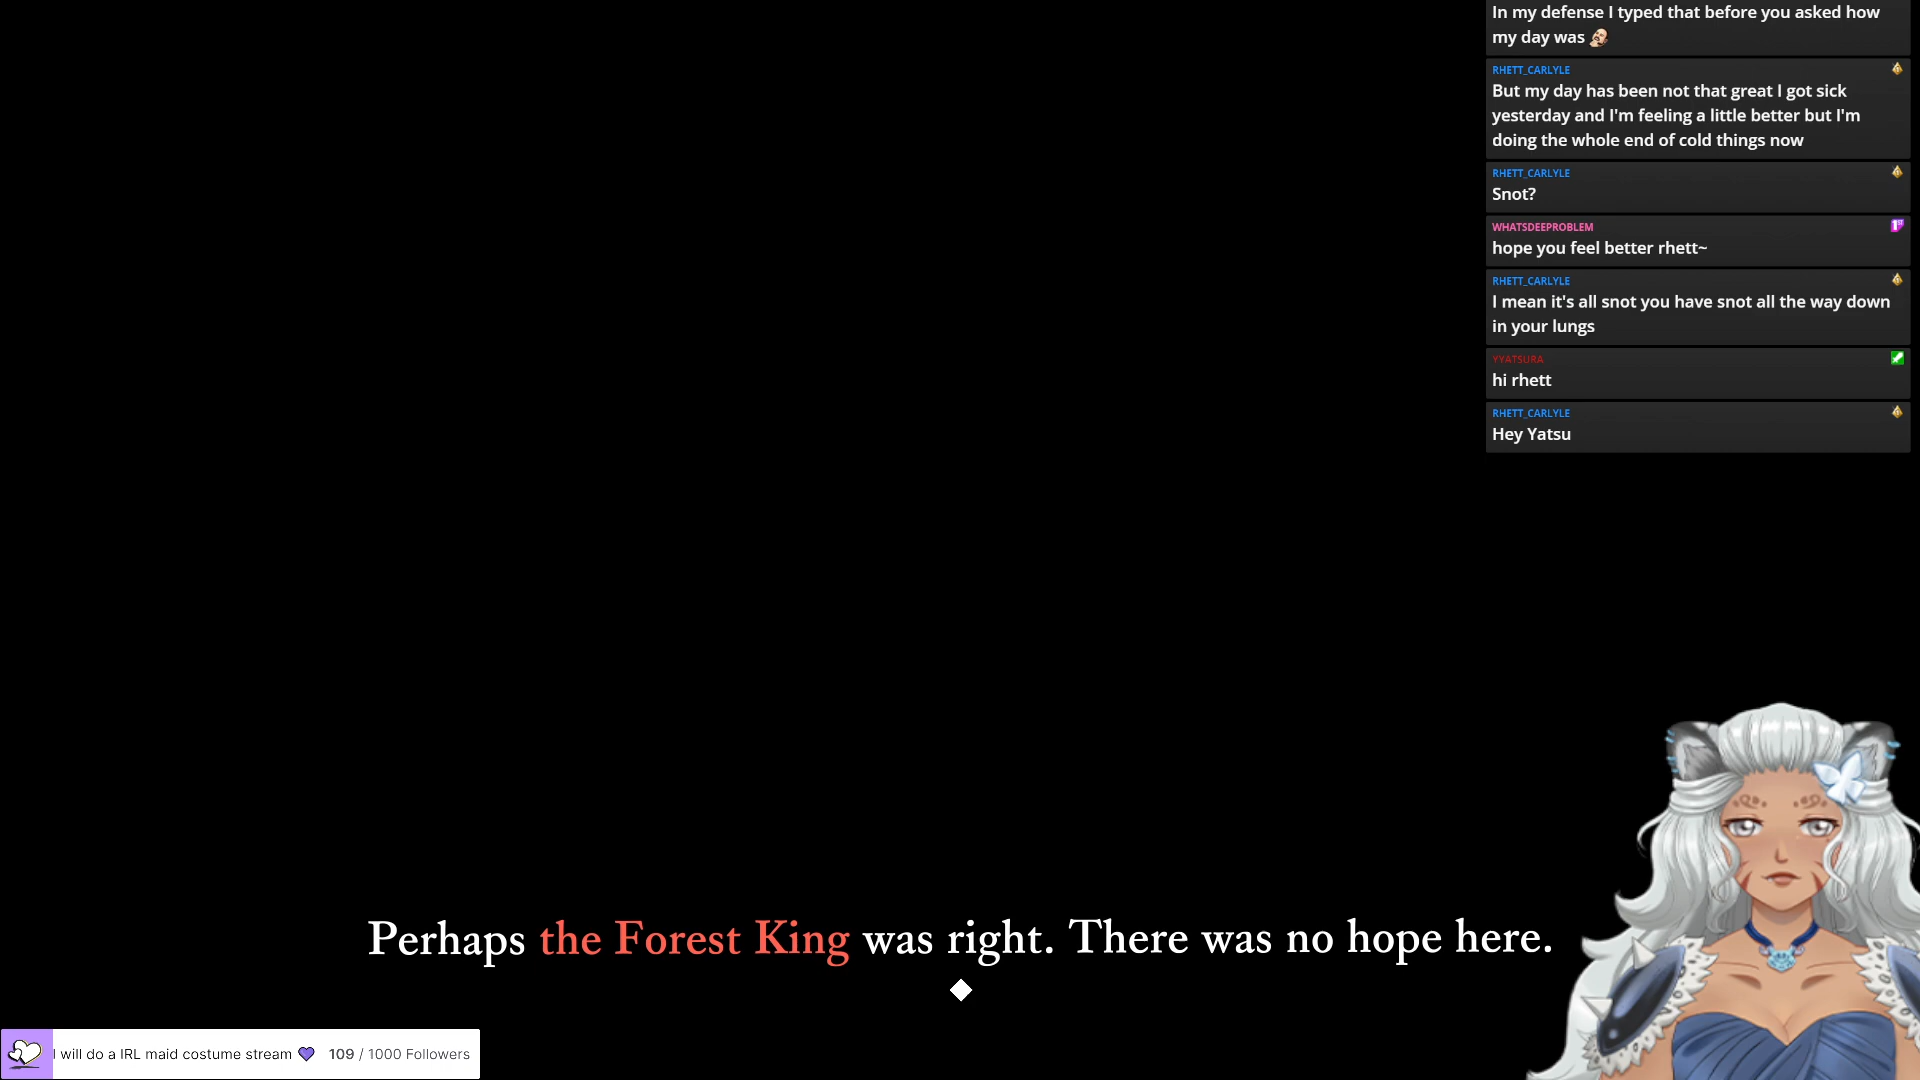 In my defense I typed that before you asked how
my day was
RHETT_CARLYLE
But my day has been not that great I got sick
yesterday and I'm feeling a little better but I'm
doing the whole end of cold things now
RHETT_CARLYLE
Snot?
WHATSDEEPROBLEM
hope you feel better rhett~
RHETT_CARLYLE
I mean it's all snot you have snot all the way down
in your lungs
YYATSURA
hi rhett
RHETT_CARLYLE
Hey Yatsu
Perhaps the Forest King was right. There was no hope here.
I will do a IRL maid costume stream 💜 109 / 1000 Followers